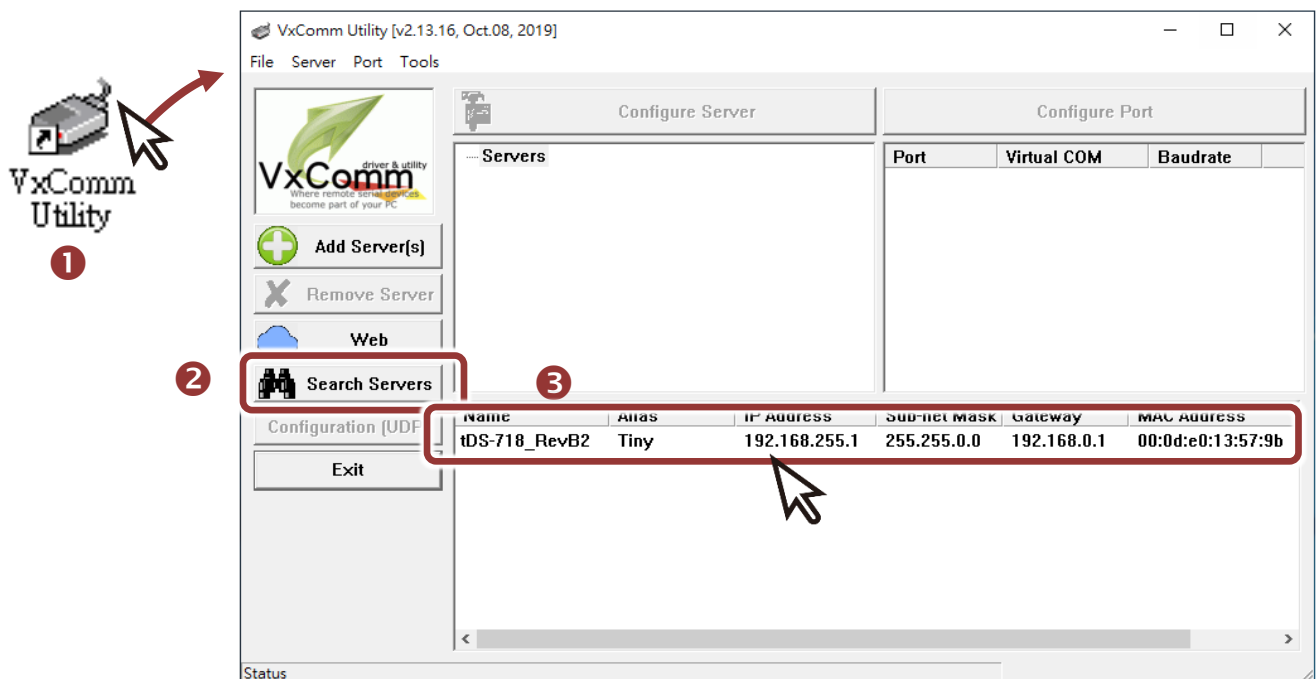 VxComm Utility [v2.13.16, Oct.08, 2019]
File Server Port Tools
VxComm
Utility
1
VxComm
driver & utility
Where remote serial devices
become part of your PC
Configure Server
Configure Port
Servers
Port Virtual COM Baudrate
Add Server(s)
Remove Server
Web
2
Search Servers
3
Configuration (UDP
Exit
Name Alias IP Address Sub-net Mask Gateway MAC Address
tDS-718_RevB2 Tiny 192.168.255.1 255.255.0.0 192.168.0.1 00:0d:e0:13:57:9b
Status